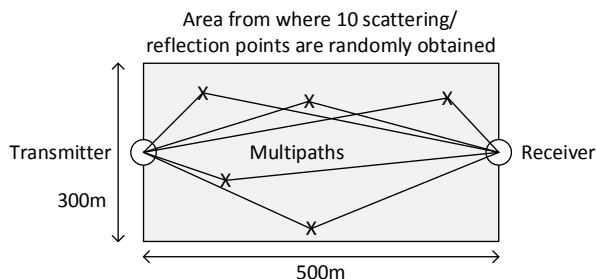 Area from where 10 scattering/
reflection points are randomly obtained
X
X
X
Transmitter
Multipaths
Receiver
X
300m
X
500m